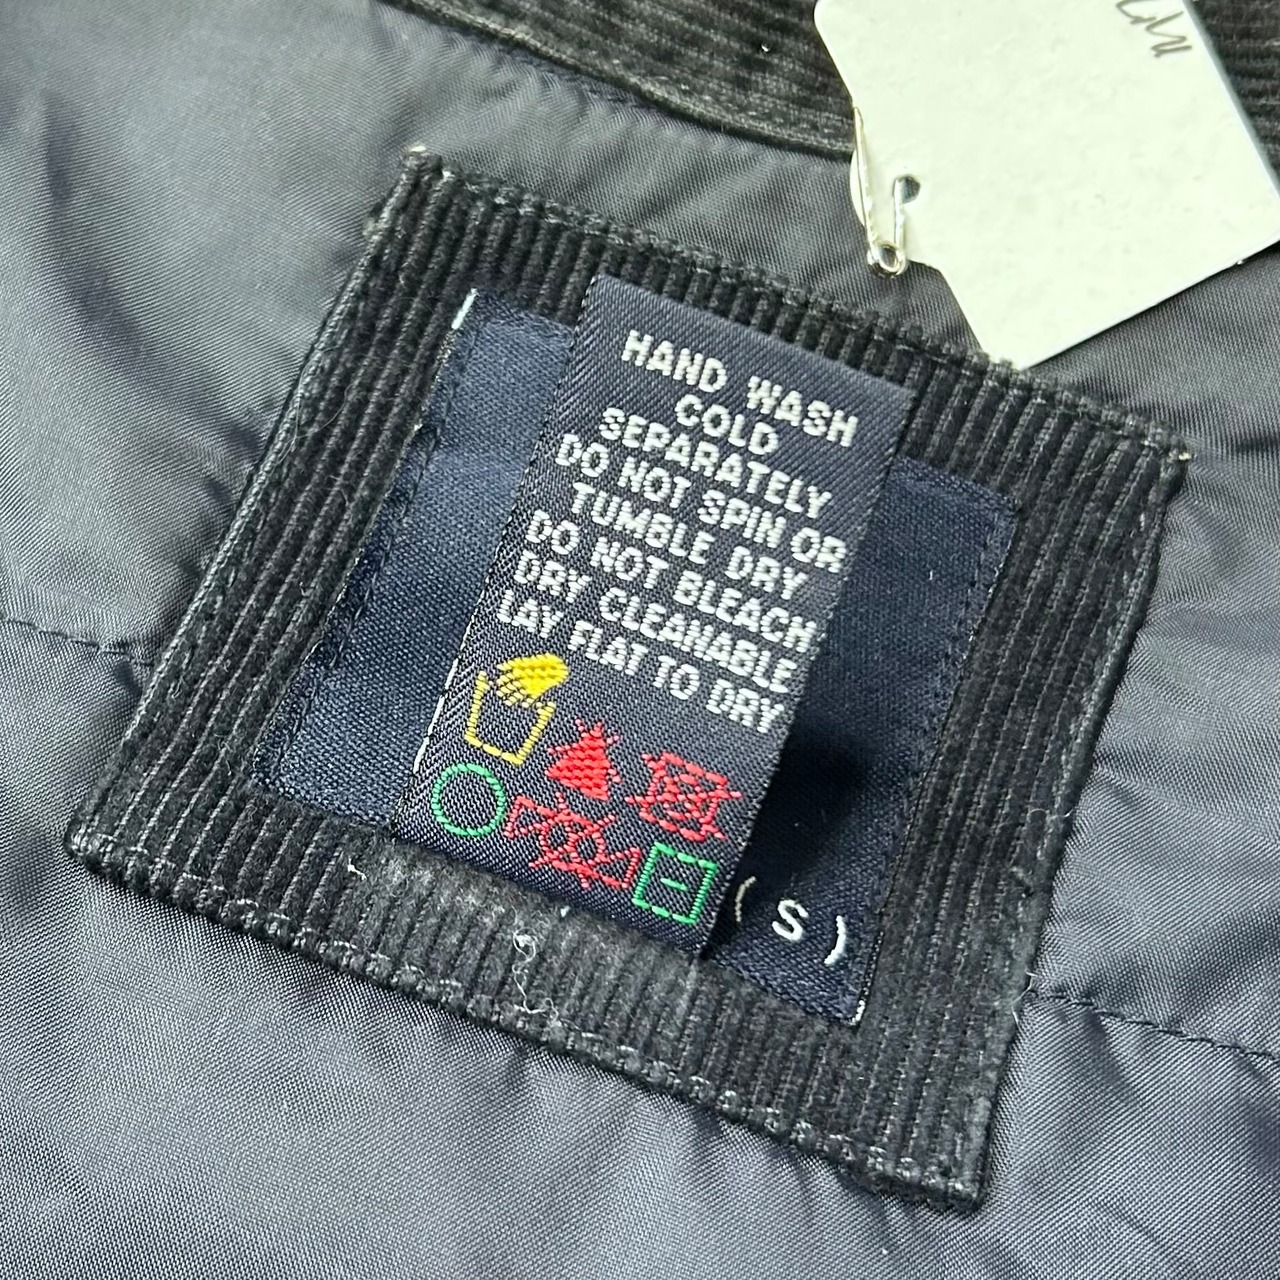 HAND WASH
COLD
SEPARATELY
DO NOT SPIN OR
TUMBLE DRY
DO NOT BLEACH
DRY CLEANABLE
LAY FLAT TO DRY
( S )